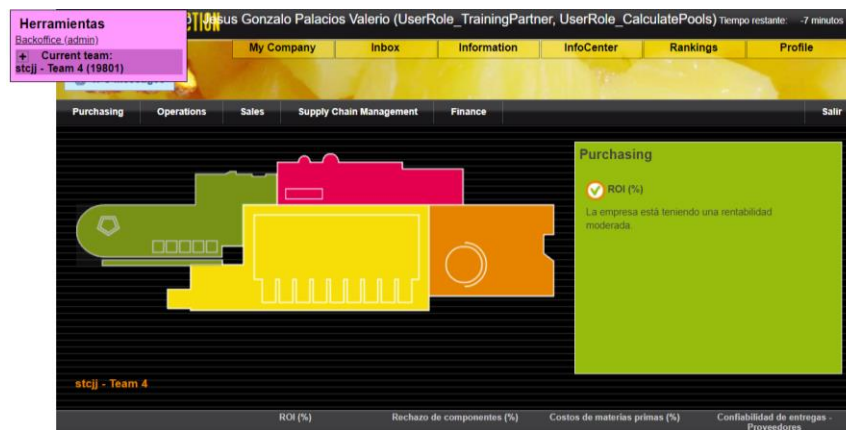 Herramientas
Backoffice (admin)
+ Current team:
stcjj - Team 4 (19801)
sus Gonzalo Palacios Valerio (UserRole_TrainingPartner, UserRole_CalculatePools) Tiempo restante: -7 minutos
My Company Inbox Information InfoCenter Rankings Profile
Purchasing Operations Sales Supply Chain Management Finance Salir
Purchasing
ROI (%)
La empresa está teniendo una rentabilidad
moderada.
stcjj - Team 4
ROI (%) Rechazo de componentes (%) Costos de materias primas (%) Confiabilidad de entregas -
Proveedores